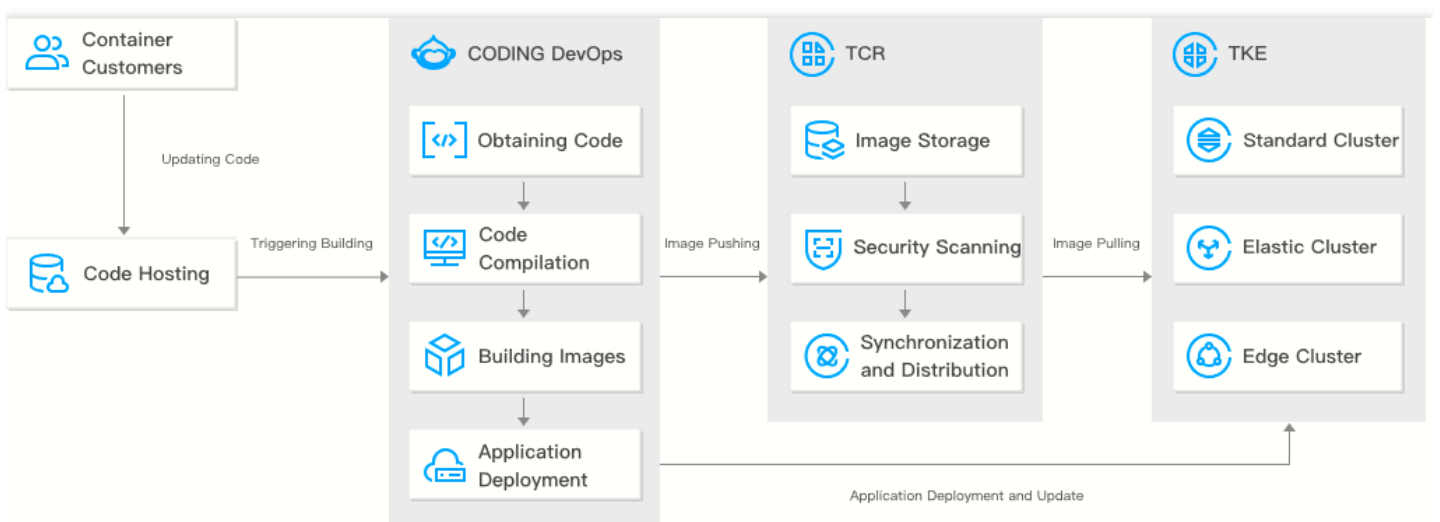 Container
Customers
Updating Code
Code Hosting
Triggering Building
CODING DevOps
Obtaining Code
Code
Compilation
Building Images
Application
Deployment
Image Pushing
TCR
Image Storage
Security Scanning
Synchronization
and Distribution
Image Pulling
TKE
Standard Cluster
Elastic Cluster
Edge Cluster
Application Deployment and Update